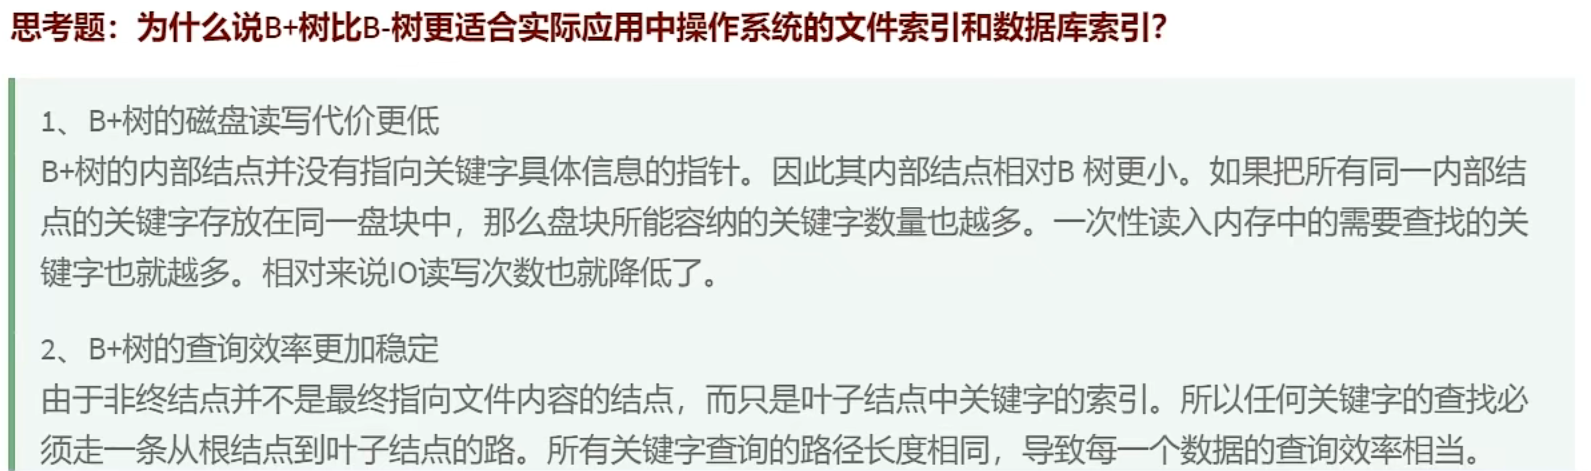 思考题：为什么说B+树比B-树更适合实际应用中操作系统的文件索引和数据库索引？
1、B+树的磁盘读写代价更低
B+树的内部结点并没有指向关键字具体信息的指针。因此其内部结点相对B 树更小。如果把所有同一内部结
点的关键字存放在同一盘块中，那么盘块所能容纳的关键字数量也越多。一次性读入内存中的需要查找的关
键字也就越多。相对来说IO读写次数也就降低了。
2、B+树的查询效率更加稳定
由于非终结点并不是最终指向文件内容的结点，而只是叶子结点中关键字的索引。所以任何关键字的查找必
须走一条从根结点到叶子结点的路。所有关键字查询的路径长度相同，导致每一个数据的查询效率相当。